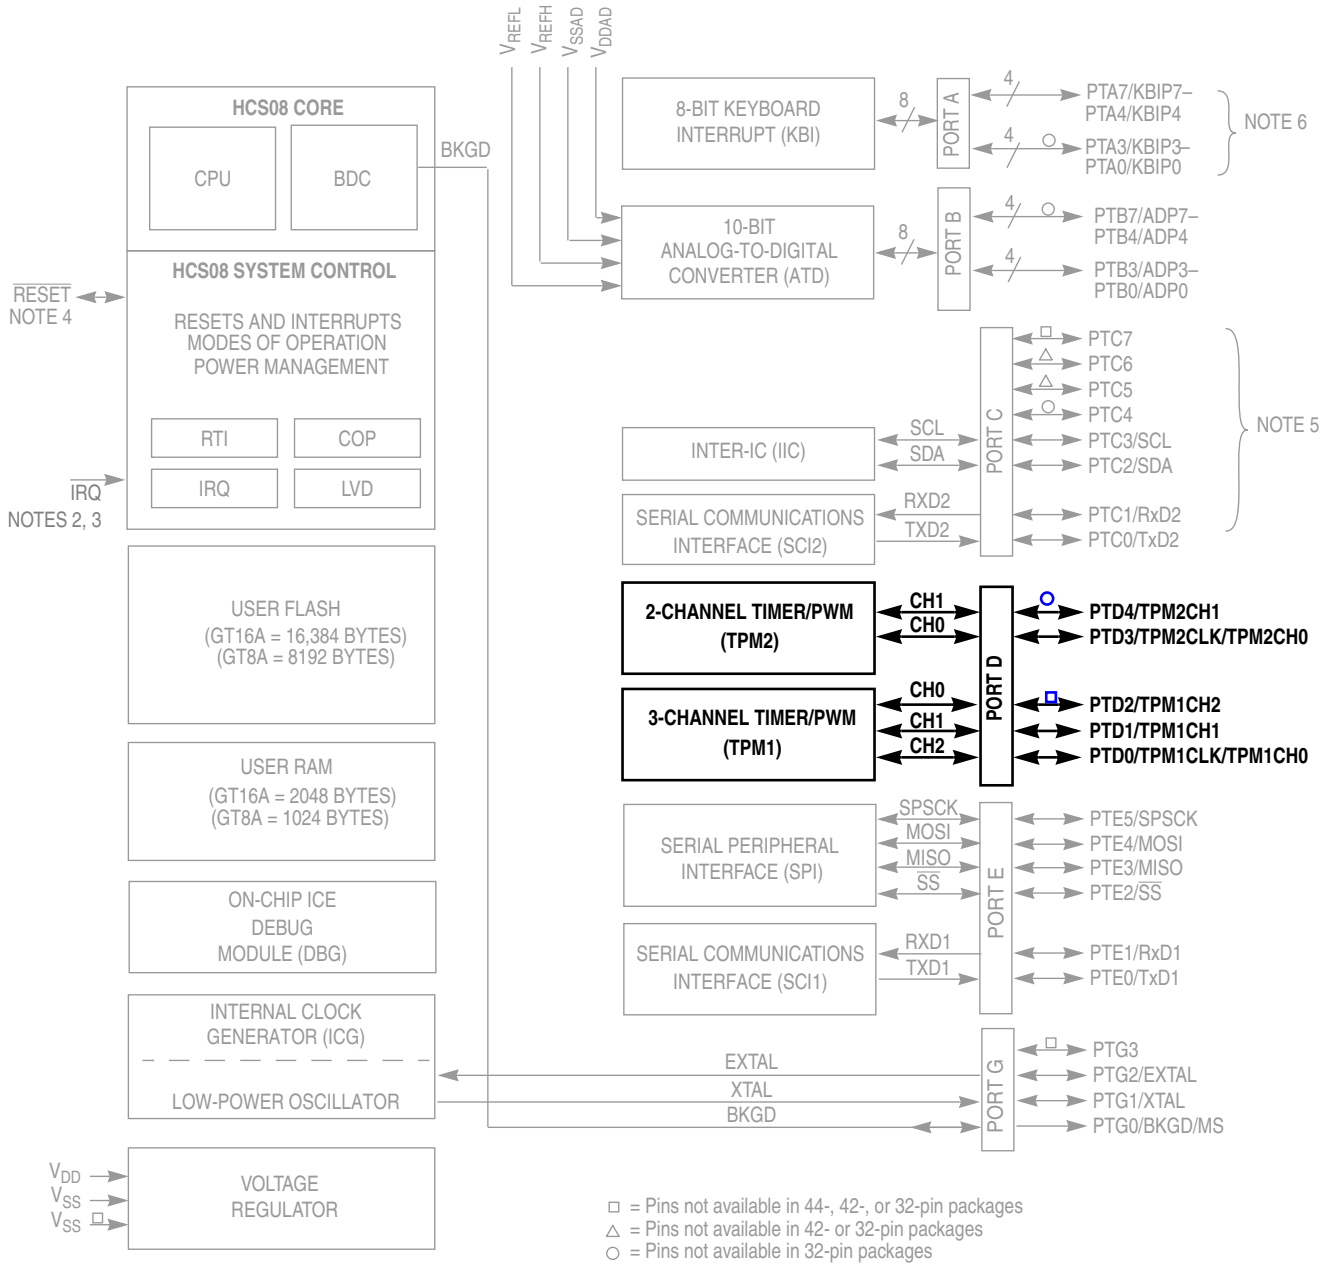 VREFL
VREFH
VSSAD
VDDAD
HCS08 CORE
CPU
BDC
BKGD
HCS08 SYSTEM CONTROL
RESET
NOTE 4
RESETS AND INTERRUPTS
MODES OF OPERATION
POWER MANAGEMENT
RTI
COP
IRQ
LVD
IRQ
NOTES 2, 3
USER FLASH
(GT16A = 16,384 BYTES)
(GT8A = 8192 BYTES)
USER RAM
(GT16A = 2048 BYTES)
(GT8A = 1024 BYTES)
ON-CHIP ICE
DEBUG
MODULE (DBG)
INTERNAL CLOCK
GENERATOR (ICG)
LOW-POWER OSCILLATOR
VDD
VSS
VSS
VOLTAGE
REGULATOR
8-BIT KEYBOARD
INTERRUPT (KBI)
8
PORT A
4
PTA7/KBIP7–
PTA4/KBIP4
4
PTA3/KBIP3–
PTA0/KBIP0
NOTE 6
10-BIT
ANALOG-TO-DIGITAL
CONVERTER (ATD)
8
PORT B
4
PTB7/ADP7–
PTB4/ADP4
4
PTB3/ADP3–
PTB0/ADP0
INTER-IC (IIC)
SCL
SDA
SERIAL COMMUNICATIONS
INTERFACE (SCI2)
RXD2
TXD2
PORT C
PTC7
PTC6
PTC5
PTC4
PTC3/SCL
PTC2/SDA
PTC1/RxD2
PTC0/TxD2
NOTE 5
2-CHANNEL TIMER/PWM
(TPM2)
CH1
CH0
3-CHANNEL TIMER/PWM
(TPM1)
CH0
CH1
CH2
PORT D
PTD4/TPM2CH1
PTD3/TPM2CLK/TPM2CH0
PTD2/TPM1CH2
PTD1/TPM1CH1
PTD0/TPM1CLK/TPM1CH0
SERIAL PERIPHERAL
INTERFACE (SPI)
SPSCK
MOSI
MISO
SS
SERIAL COMMUNICATIONS
INTERFACE (SCI1)
RXD1
TXD1
PORT E
PTE5/SPSCK
PTE4/MOSI
PTE3/MISO
PTE2/SS
PTE1/RxD1
PTE0/TxD1
EXTAL
XTAL
BKGD
PORT G
PTG3
PTG2/EXTAL
PTG1/XTAL
PTG0/BKGD/MS
= Pins not available in 44-, 42-, or 32-pin packages
= Pins not available in 42- or 32-pin packages
= Pins not available in 32-pin packages